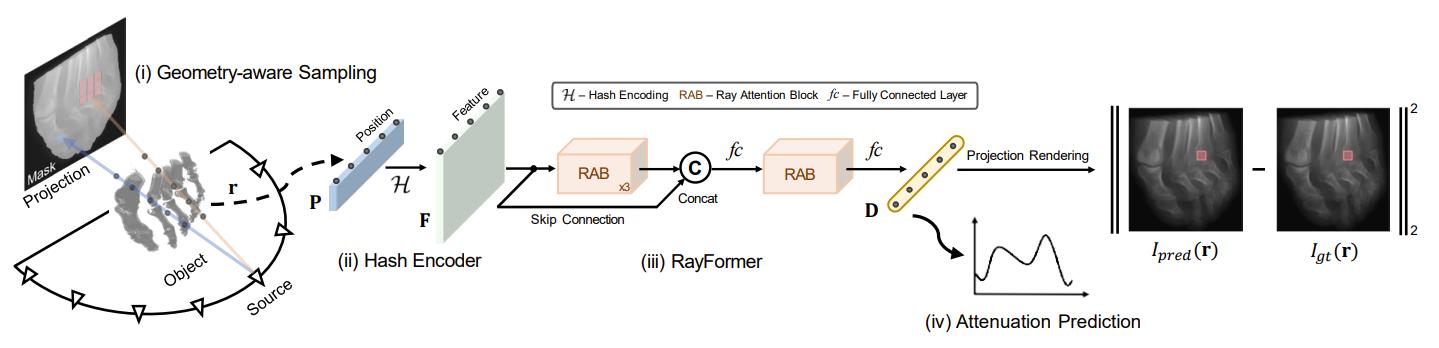 (i) Geometry-aware Sampling
Mask
Projection
r
Object
Source
Position
P
ℋ
Feature
F
(ii) Hash Encoder
ℋ – Hash Encoding RAB – Ray Attention Block fc – Fully Connected Layer
RAB
x3
C
Concat
Skip Connection
fc
RAB
fc
D
(iii) RayFormer
Projection Rendering
(iv) Attenuation Prediction
I_pred(r)
–
I_gt(r)
2
2